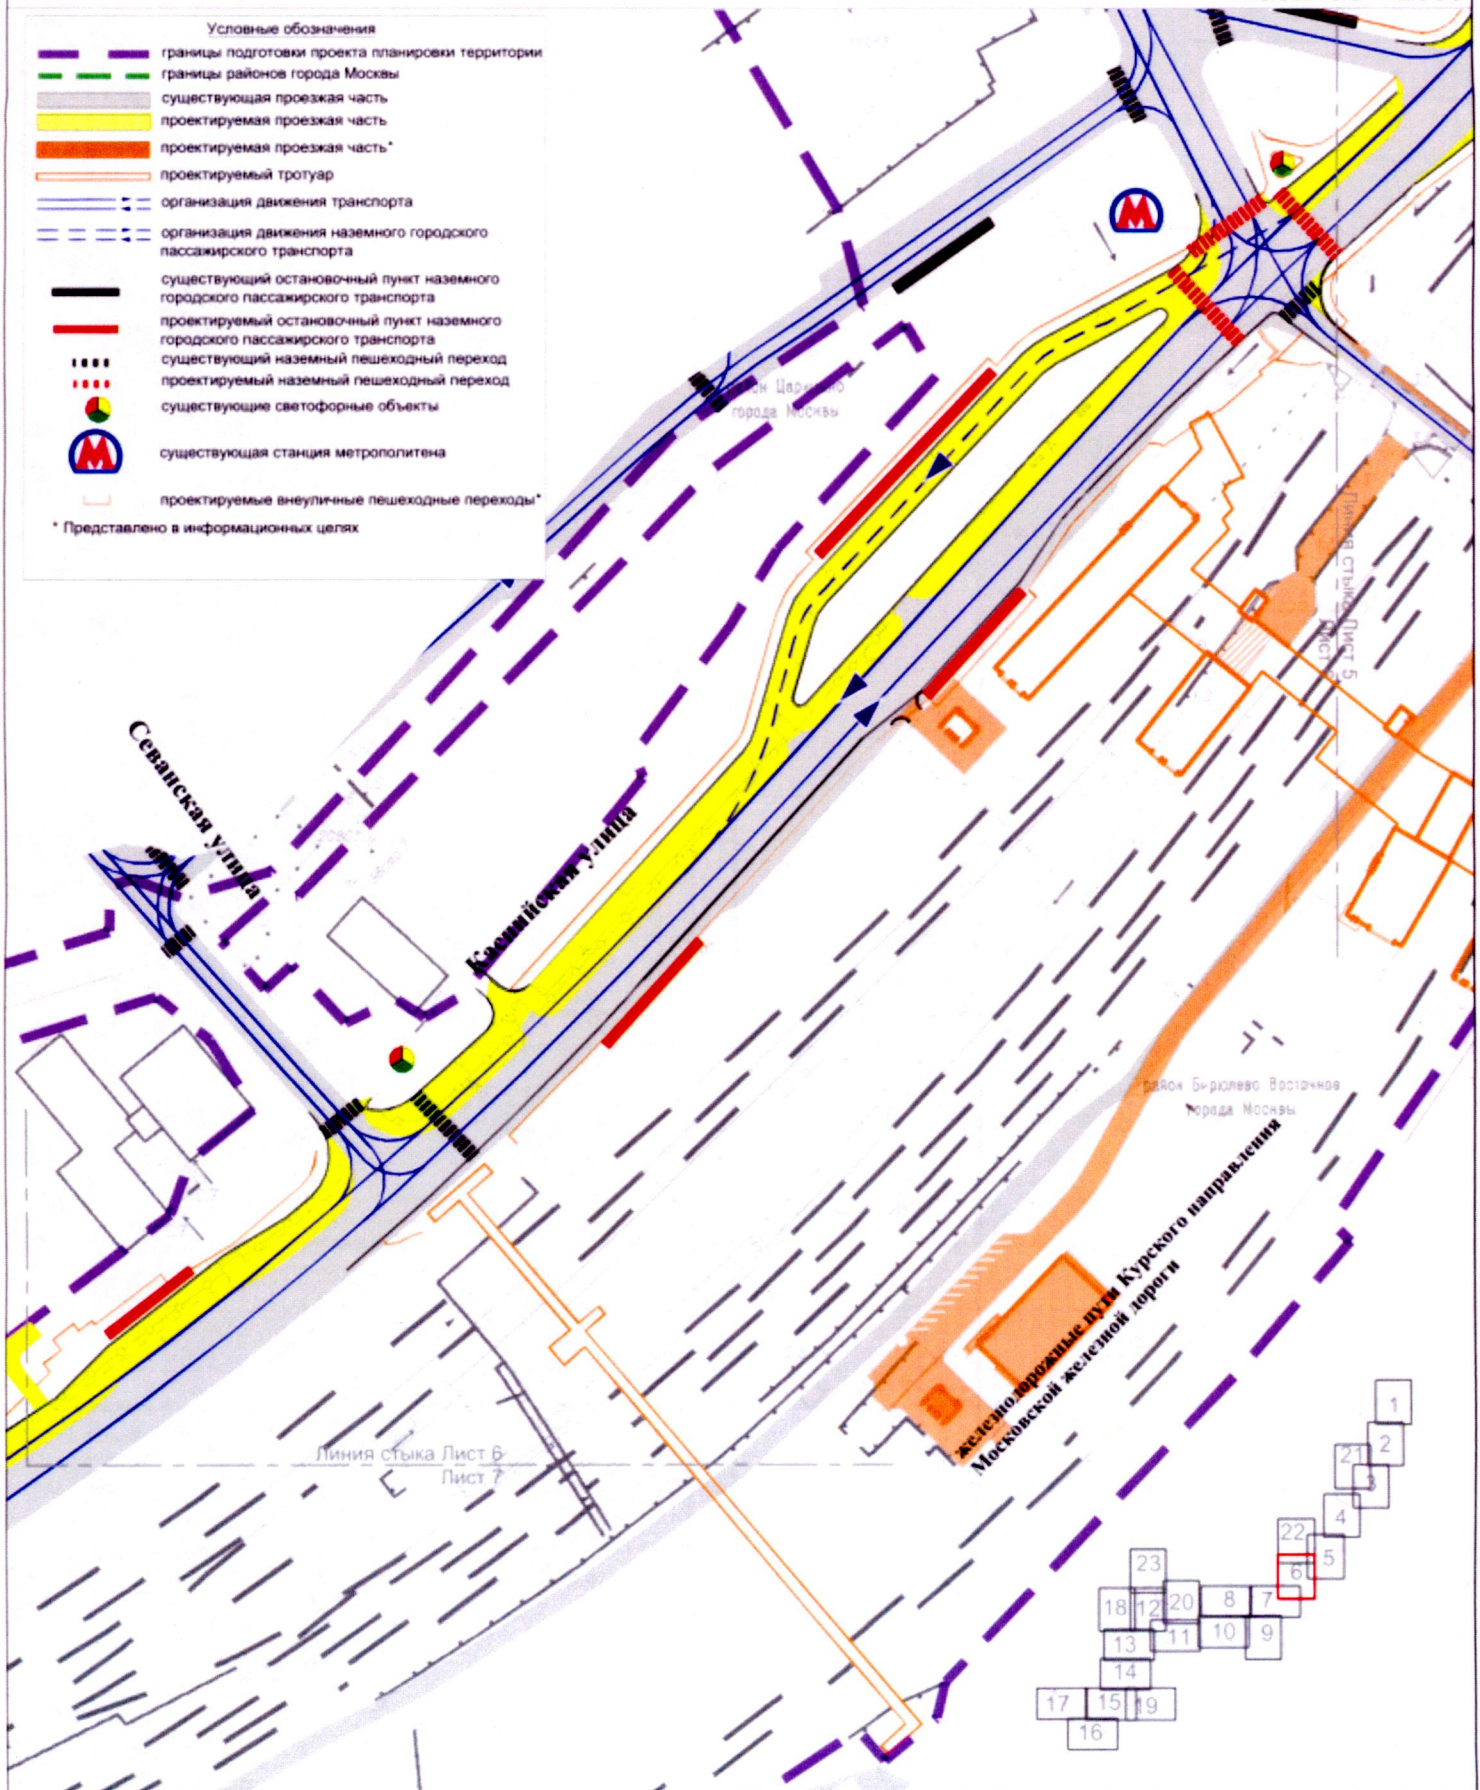 Условные обозначения
границы подготовки проекта планировки территории
границы районов города Москвы
существующая проезжая часть
проектируемая проезжая часть
проектируемая проезжая часть*
проектируемый тротуар
организация движения транспорта
организация движения наземного городского
пассажирского транспорта
существующий остановочный пункт наземного
городского пассажирского транспорта
проектируемый остановочный пункт наземного
городского пассажирского транспорта
существующий наземный пешеходный переход
проектируемый наземный пешеходный переход
существующие светофорные объекты
М
существующая станция метрополитена
проектируемые внеуличные пешеходные переходы*
* Представлено в информационных целях
М
города Москвы
Линия стыка Лист 5
Лист
Севанская улица
Каспийская улица
район Бирюлево Восточное
города Москвы
железнодорожные пути Курского направления
Московской железной дороги
Линия стыка Лист 6
Лист 7
1
2
21
3
4
22
5
6
23
18
12
20
8
7
13
11
10
9
14
17
15
19
16